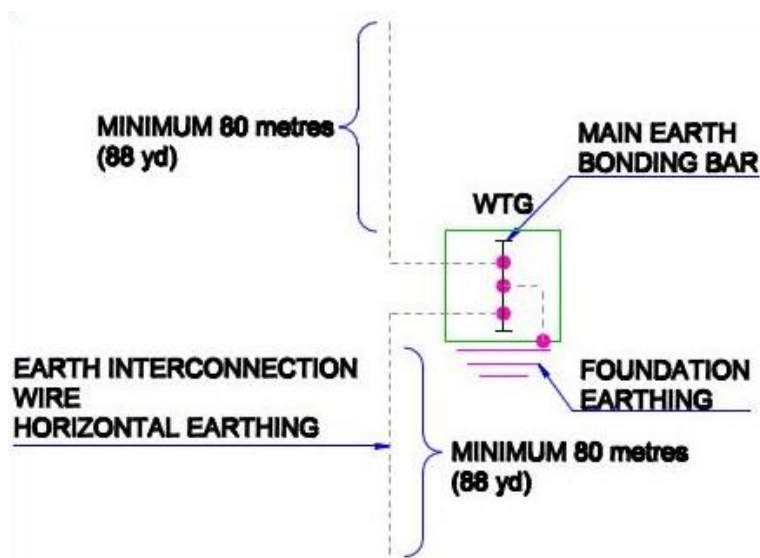 MINIMUM 80 metres
(88 yd)
MAIN EARTH
BONDING BAR
WTG
EARTH INTERCONNECTION
WIRE
HORIZONTAL EARTHING
FOUNDATION
EARTHING
MINIMUM 80 metres
(88 yd)